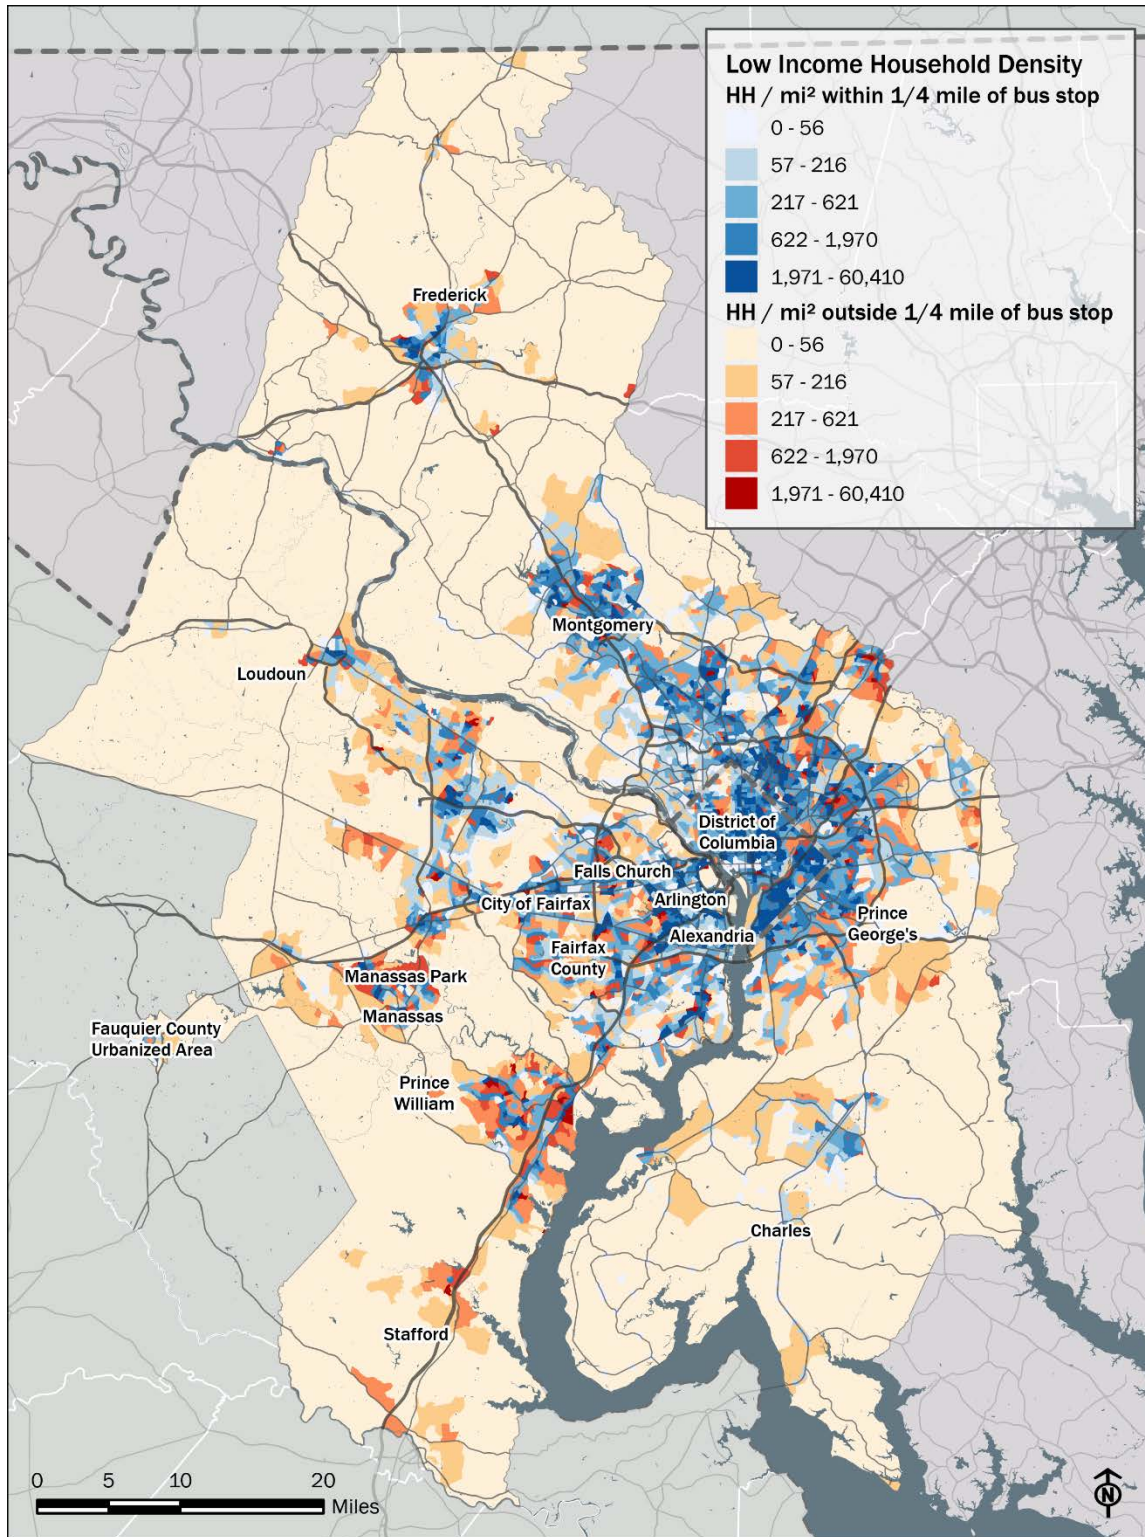 Low Income Household Density
HH / mi² within 1/4 mile of bus stop
0 - 56
57 - 216
217 - 621
622 - 1,970
1,971 - 60,410
HH / mi² outside 1/4 mile of bus stop
0 - 56
57 - 216
217 - 621
622 - 1,970
1,971 - 60,410
Frederick
Montgomery
Loudoun
District of
Columbia
Falls Church
City of Fairfax
Arlington
Prince
George's
Alexandria
Fairfax
County
Manassas Park
Manassas
Fauquier County
Urbanized Area
Prince
William
Charles
Stafford
0 5 10 20
Miles
N